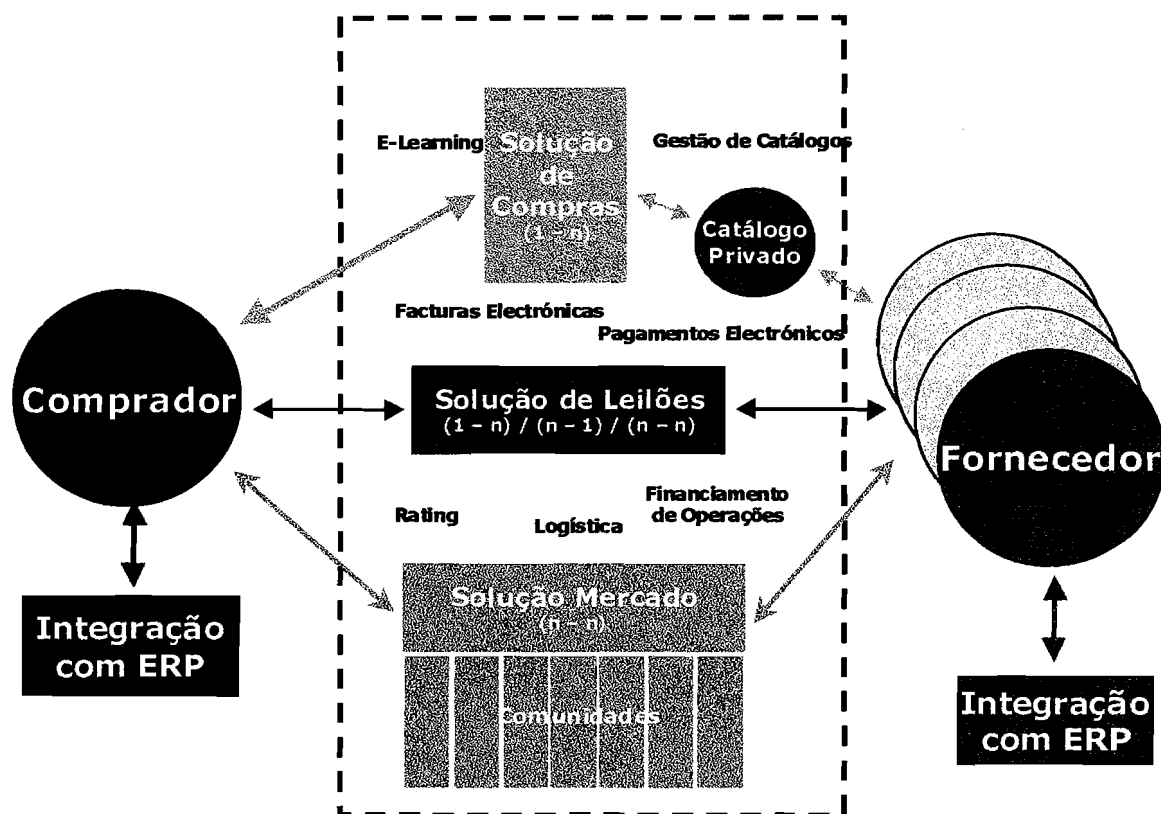 E-Learning
Solução
de
Compras
(1 – n)
Gestão de Catálogos
Catálogo
Privado
Facturas Electrónicas
Pagamentos Electrónicos
Comprador
Solução de Leilões
(1 – n) / (n – 1) / (n – n)
Fornecedor
Rating
Logística
Financiamento
de Operações
Solução Mercado
(n – n)
Comunidades
Integração
com ERP
Integração
com ERP